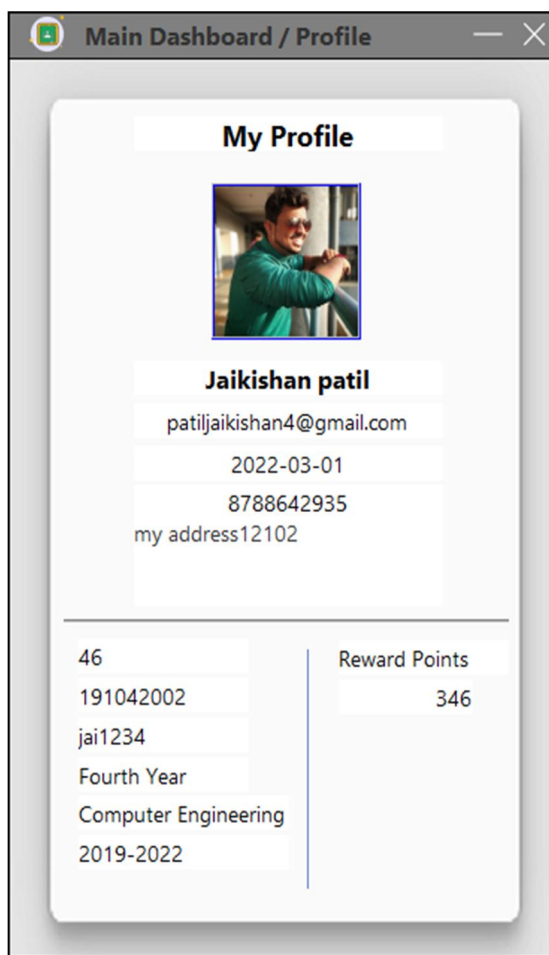 Main Dashboard / Profile
My Profile
Jaikishan patil
patiljaikishan4@gmail.com
2022-03-01
8788642935
my address12102
46
191042002
jai1234
Fourth Year
Computer Engineering
2019-2022
Reward Points
346